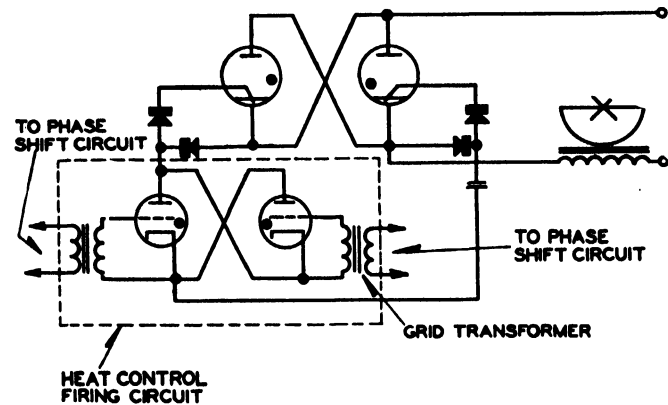 TO PHASE
SHIFT CIRCUIT
TO PHASE
SHIFT CIRCUIT
GRID TRANSFORMER
HEAT CONTROL
FIRING CIRCUIT